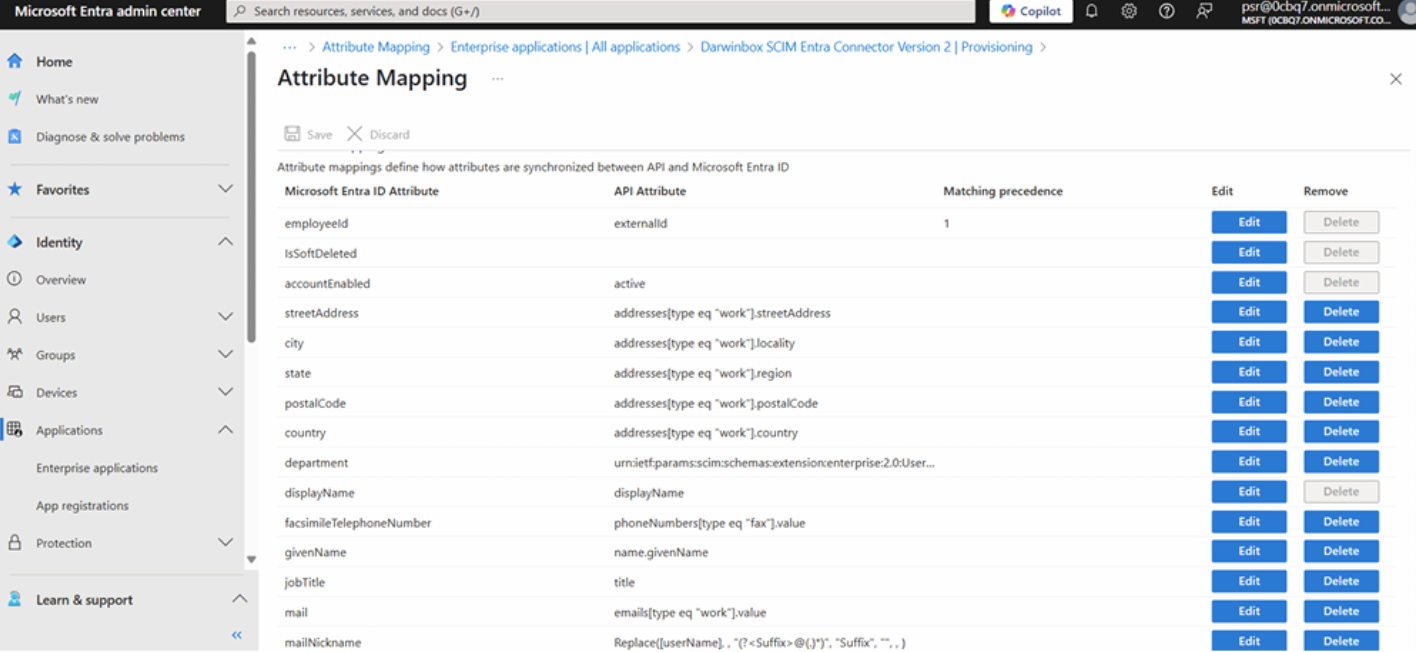 Microsoft Entra admin center
Search resources, services, and docs (G+/)
Copilot
psr@0cbq7.onmicrosoft...
MSFT (0CBQ7.ONMICROSOFT.CO...
Home
What's new
Diagnose & solve problems
Favorites
Identity
Overview
Users
Groups
Devices
Applications
Enterprise applications
App registrations
Protection
Learn & support
... > Attribute Mapping > Enterprise applications | All applications > Darwinbox SCIM Entra Connector Version 2 | Provisioning >
Attribute Mapping ...
Save Discard
Attribute mappings define how attributes are synchronized between API and Microsoft Entra ID
Microsoft Entra ID Attribute API Attribute Matching precedence Edit Remove
employeeId externalId 1 Edit Delete
IsSoftDeleted Edit Delete
accountEnabled active Edit Delete
streetAddress addresses[type eq "work"].streetAddress Edit Delete
city addresses[type eq "work"].locality Edit Delete
state addresses[type eq "work"].region Edit Delete
postalCode addresses[type eq "work"].postalCode Edit Delete
country addresses[type eq "work"].country Edit Delete
department urn:ietf:params:scim:schemas:extension:enterprise:2.0:User... Edit Delete
displayName displayName Edit Delete
facsimileTelephoneNumber phoneNumbers[type eq "fax"].value Edit Delete
givenName name.givenName Edit Delete
jobTitle title Edit Delete
mail emails[type eq "work"].value Edit Delete
mailNickname Replace([userName], , "(?<Suffix>@(.)*)", "Suffix", "", , ) Edit Delete